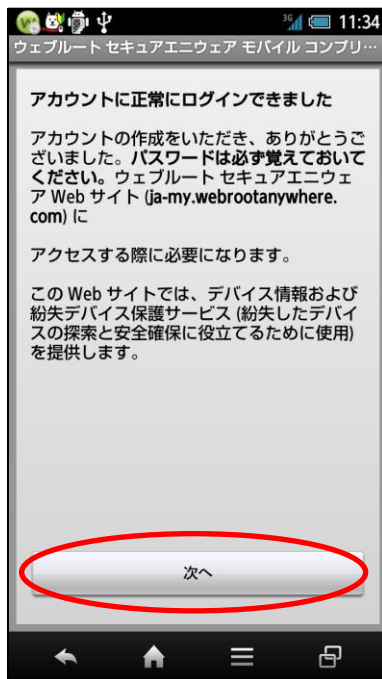 3G 11:34
ウェブルート セキュアエニウェア モバイル コンプリ…
アカウントに正常にログインできました
アカウントの作成をいただき、ありがとうご
ざいました。パスワードは必ず覚えておいて
ください。ウェブルート セキュアエニウェ
ア Web サイト (ja-my.webrootanywhere.
com) に
アクセスする際に必要になります。
この Web サイトでは、デバイス情報および
紛失デバイス保護サービス (紛失したデバイ
スの探索と安全確保に役立てるために使用)
を提供します。
次へ